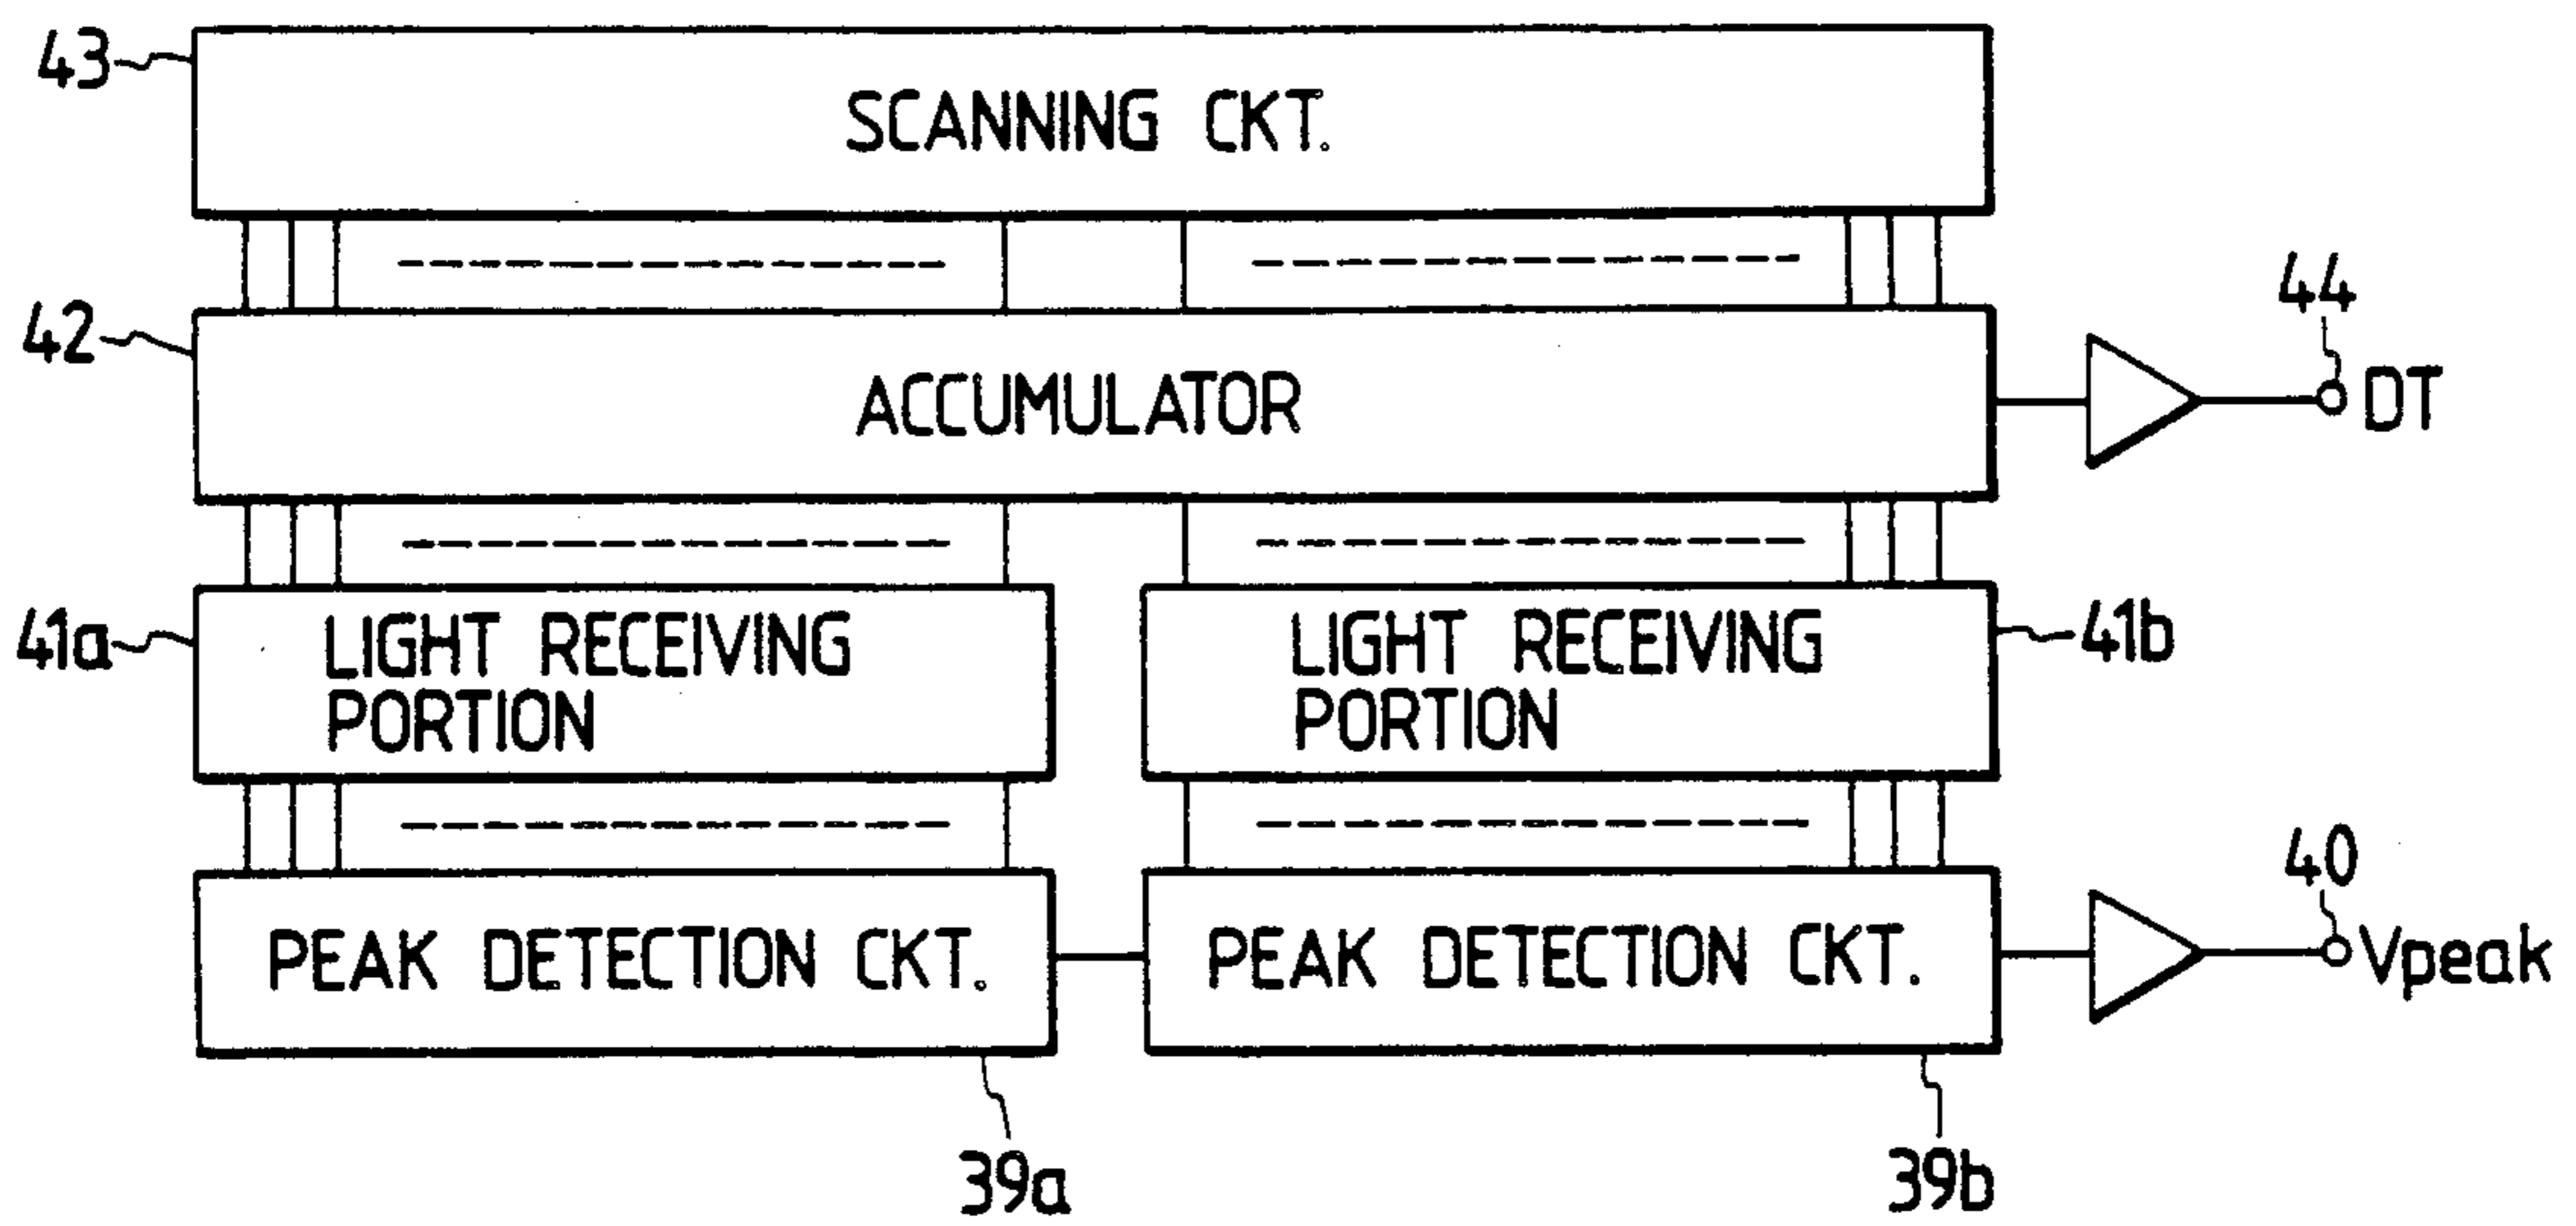 43
SCANNING CKT.
42
ACCUMULATOR
44
DT
41a
LIGHT RECEIVING
PORTION
LIGHT RECEIVING
PORTION
41b
PEAK DETECTION CKT.
PEAK DETECTION CKT.
40
Vpeak
39a
39b